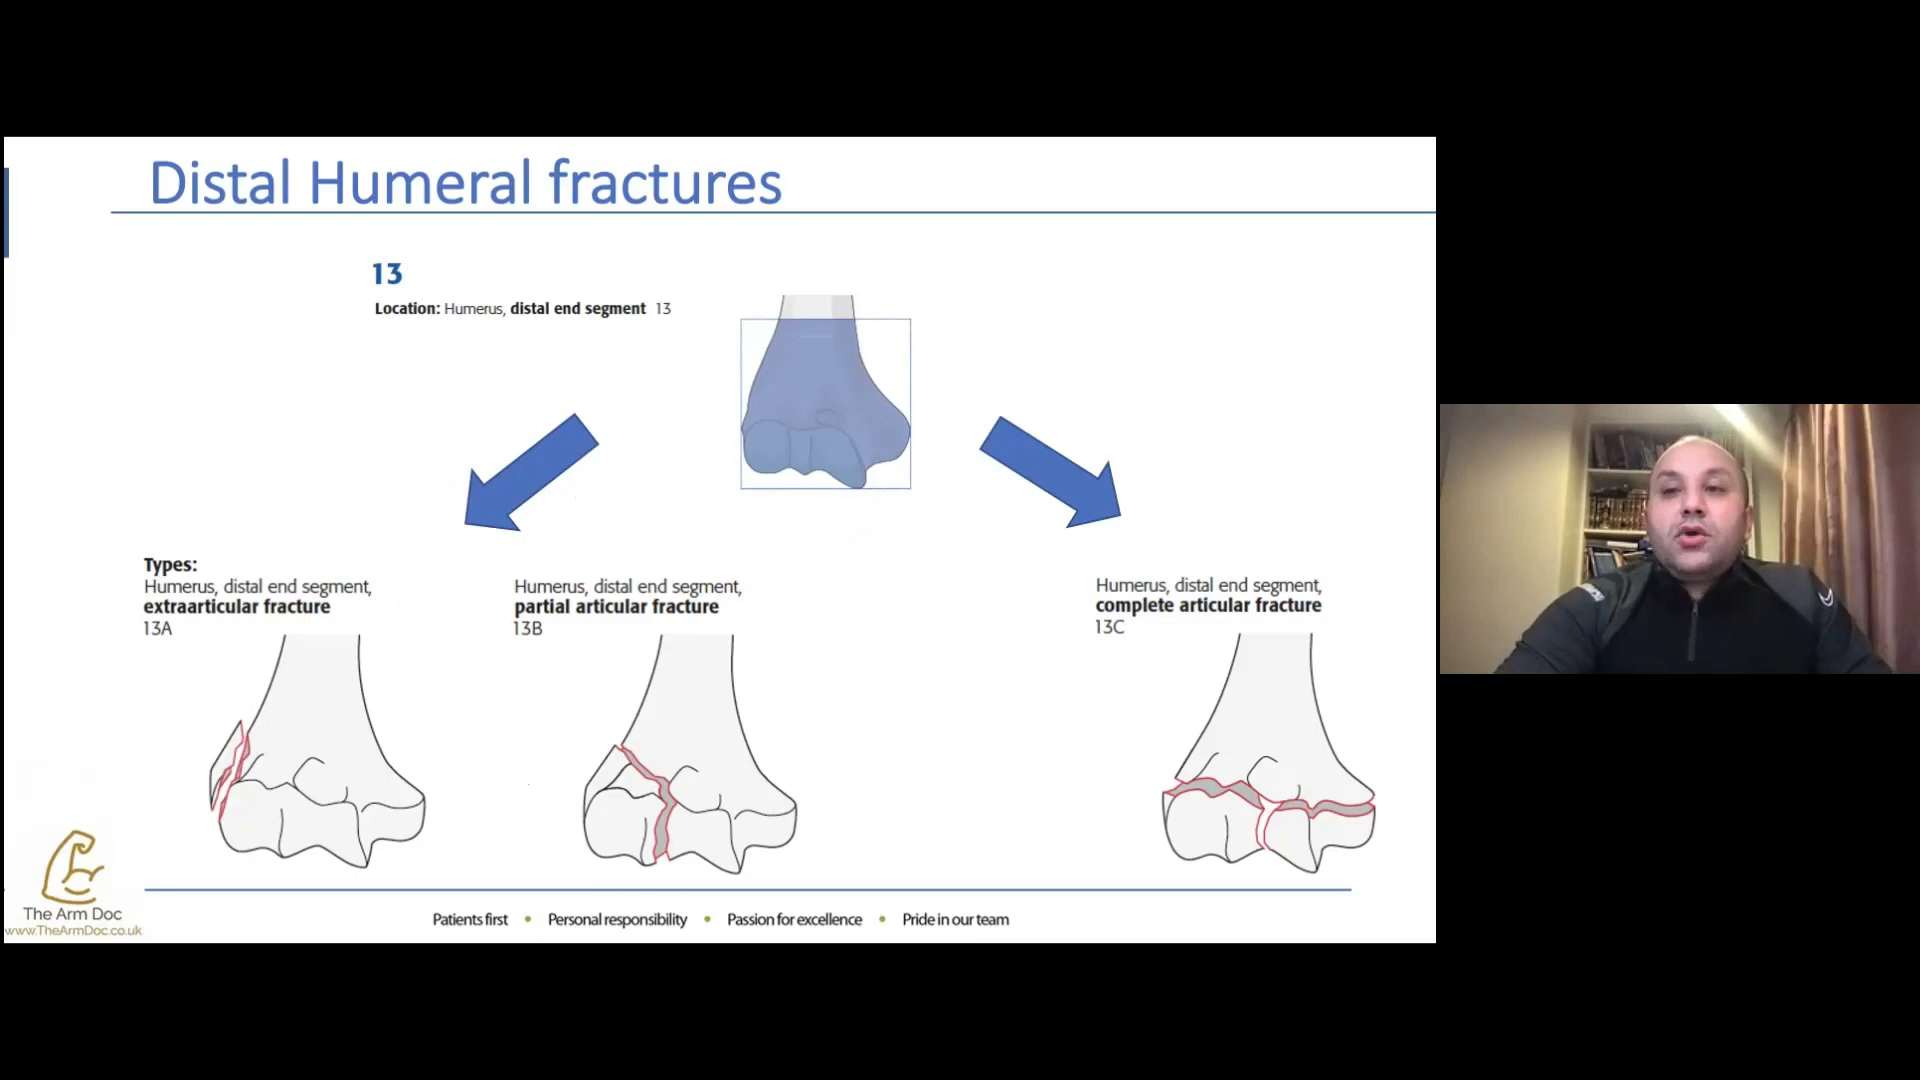 Distal Humeral fractures
13
Location: Humerus, distal end segment 13
Types:
Humerus, distal end segment,
extraarticular fracture
13A
Humerus, distal end segment,
partial articular fracture
13B
Humerus, distal end segment,
complete articular fracture
13C
The Arm Doc
www.TheArmDoc.co.uk
Patients first • Personal responsibility • Passion for excellence • Pride in our team